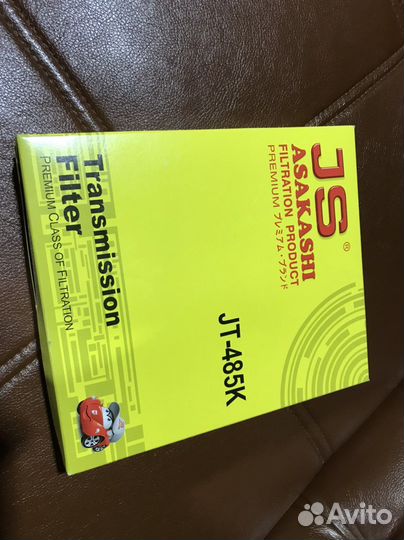 JS®
ASAKASHI
FILTRATION PRODUCT
PREMIUM プレミアム・ブランド
JT-485K
Transmission
Filter
PREMIUM CLASS OF FILTRATION
Avito